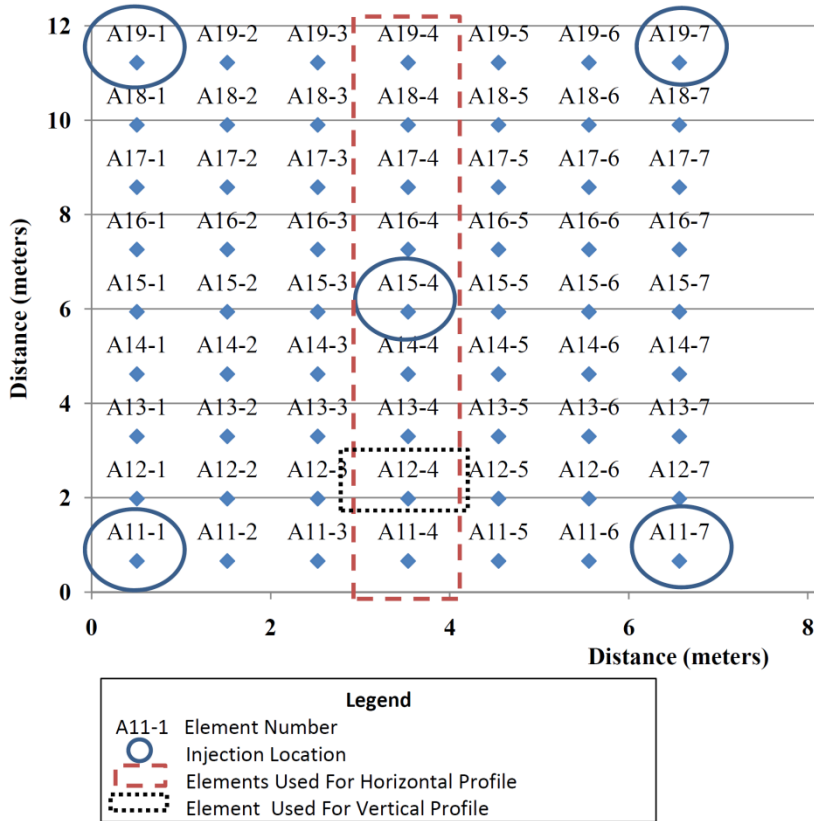 12
A19-1 A19-2 A19-3 A19-4 A19-5 A19-6 A19-7
A18-1 A18-2 A18-3 A18-4 A18-5 A18-6 A18-7
10
A17-1 A17-2 A17-3 A17-4 A17-5 A17-6 A17-7
A16-1 A16-2 A16-3 A16-4 A16-5 A16-6 A16-7
8
A15-1 A15-2 A15-3 A15-4 A15-5 A15-6 A15-7
6
A14-1 A14-2 A14-3 A14-4 A14-5 A14-6 A14-7
4
A13-1 A13-2 A13-3 A13-4 A13-5 A13-6 A13-7
A12-1 A12-2 A12-3 A12-4 A12-5 A12-6 A12-7
2
A11-1 A11-2 A11-3 A11-4 A11-5 A11-6 A11-7
0
Distance (meters)
0 2 4 6 8
Distance (meters)
Legend
A11-1 Element Number
Injection Location
Elements Used For Horizontal Profile
Element Used For Vertical Profile